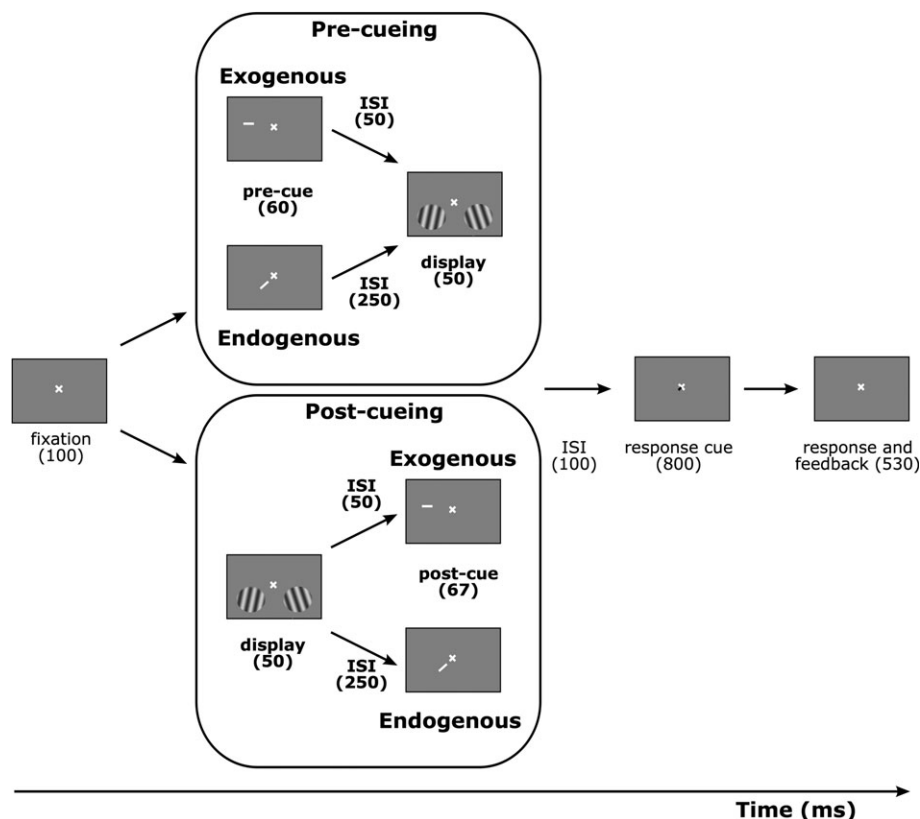 Pre-cueing
Exogenous
ISI
(50)
pre-cue
(60)
display
(50)
ISI
(250)
Endogenous
fixation
(100)
Post-cueing
Exogenous
ISI
(50)
post-cue
(67)
display
(50)
ISI
(250)
Endogenous
ISI
(100)
response cue
(800)
response and
feedback (530)
Time (ms)